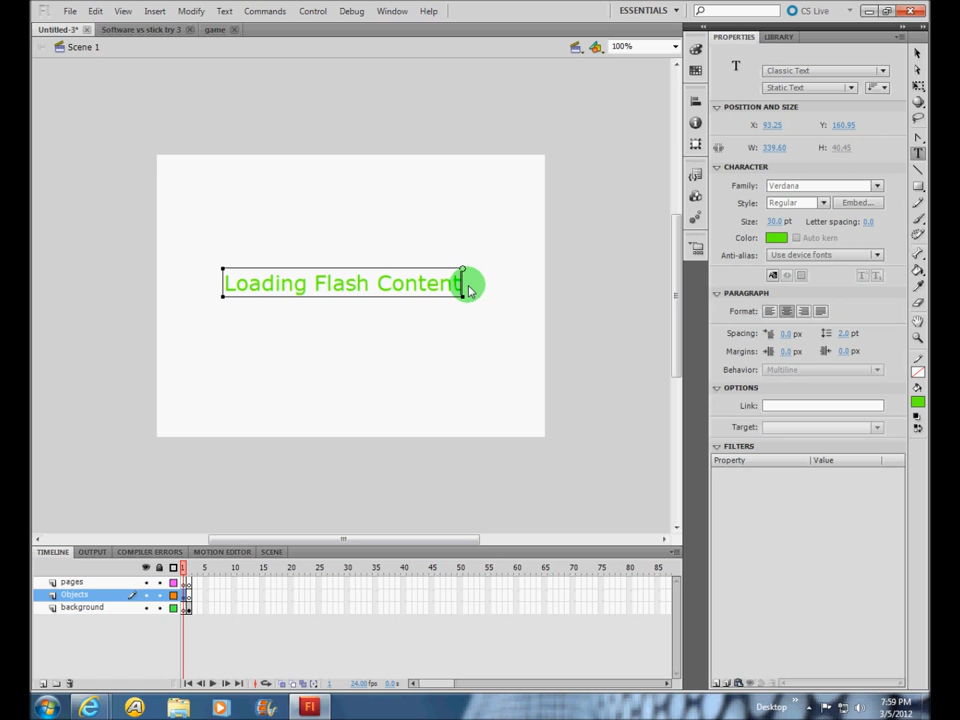 File Edit View Insert Modify Text Commands Control Debug Window Help ESSENTIALS CS Live
Untitled-3* Software vs stick try 3 game
Scene 1 100%
PROPERTIES LIBRARY
T Classic Text
Static Text
POSITION AND SIZE
X: 93.25 Y: 160.95
W: 339.60 H: 40.45
CHARACTER
Family: Verdana
Style: Regular Embed...
Size: 30.0 pt Letter spacing: 0.0
Color: Auto kern
Anti-alias: Use device fonts
PARAGRAPH
Format:
Spacing: 0.0 px 2.0 pt
Margins: 0.0 px 0.0 px
Behavior: Multiline
OPTIONS
Link:
Target:
FILTERS
Property Value
Loading Flash Content
TIMELINE OUTPUT COMPILER ERRORS MOTION EDITOR SCENE
1 5 10 15 20 25 30 35 40 45 50 55 60 65 70 75 80 85
pages
Objects
background
1 24.00 fps 0.0 s
Desktop 7:59 PM
3/5/2012